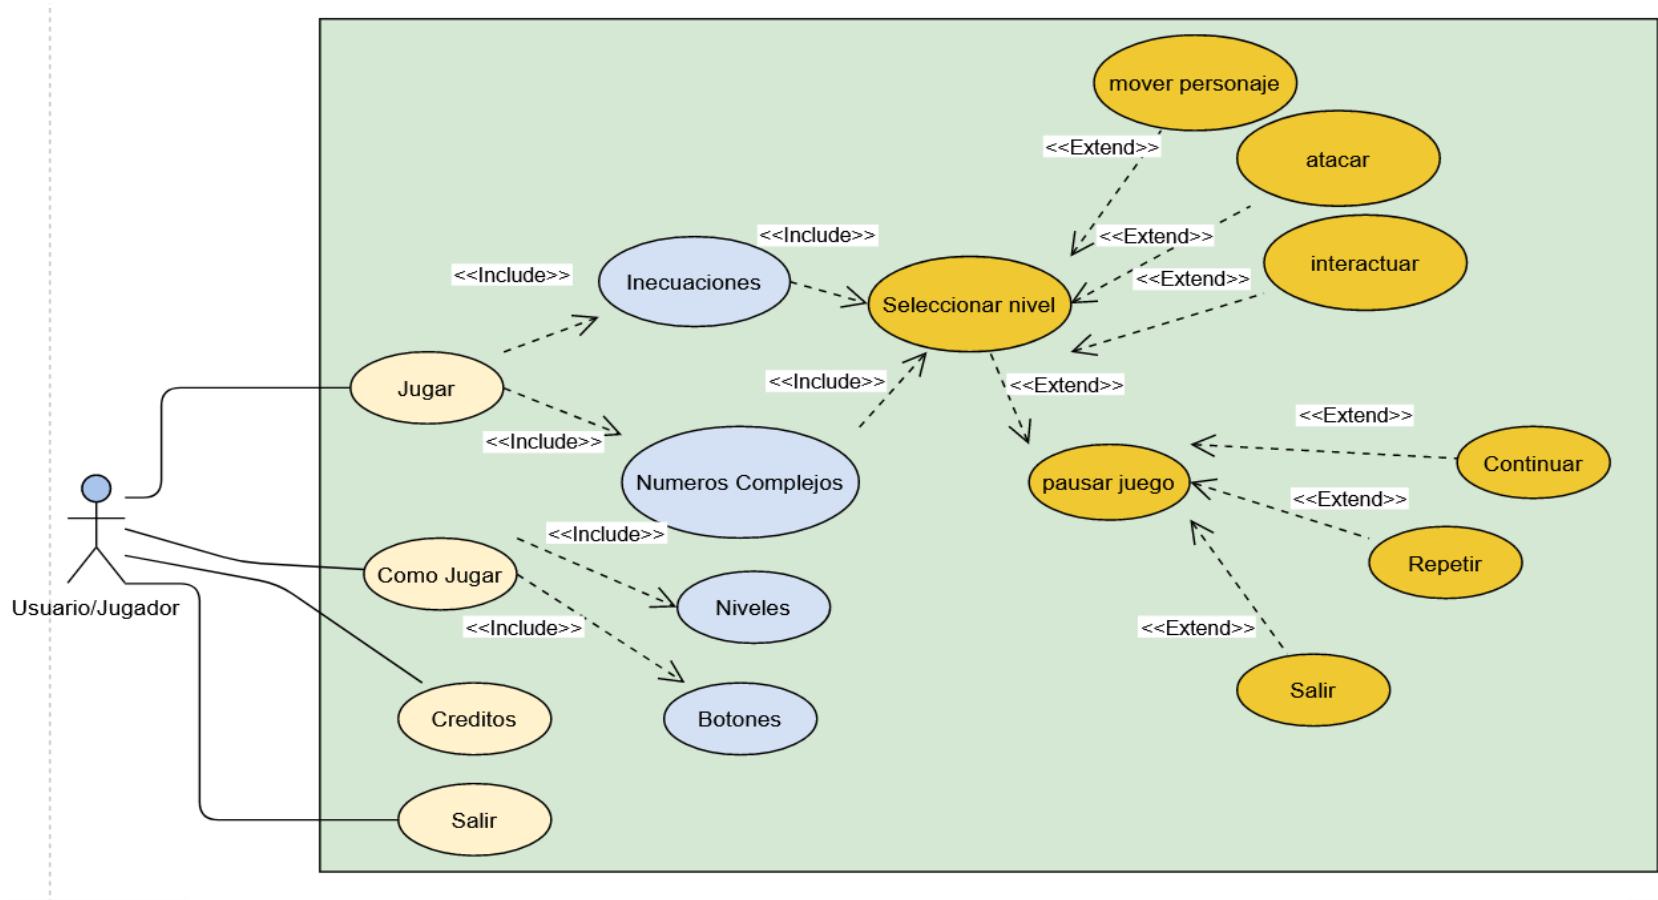 mover personaje
<<Extend>>
atacar
<<Include>>
<<Extend>>
interactuar
<<Include>>
Inecuaciones
<<Extend>>
Seleccionar nivel
<<Include>>
<<Extend>>
Jugar
<<Extend>>
<<Include>>
Continuar
Numeros Complejos
pausar juego
<<Extend>>
<<Include>>
Repetir
Como Jugar
Usuario/Jugador
Niveles
<<Include>>
<<Extend>>
Salir
Creditos
Botones
Salir